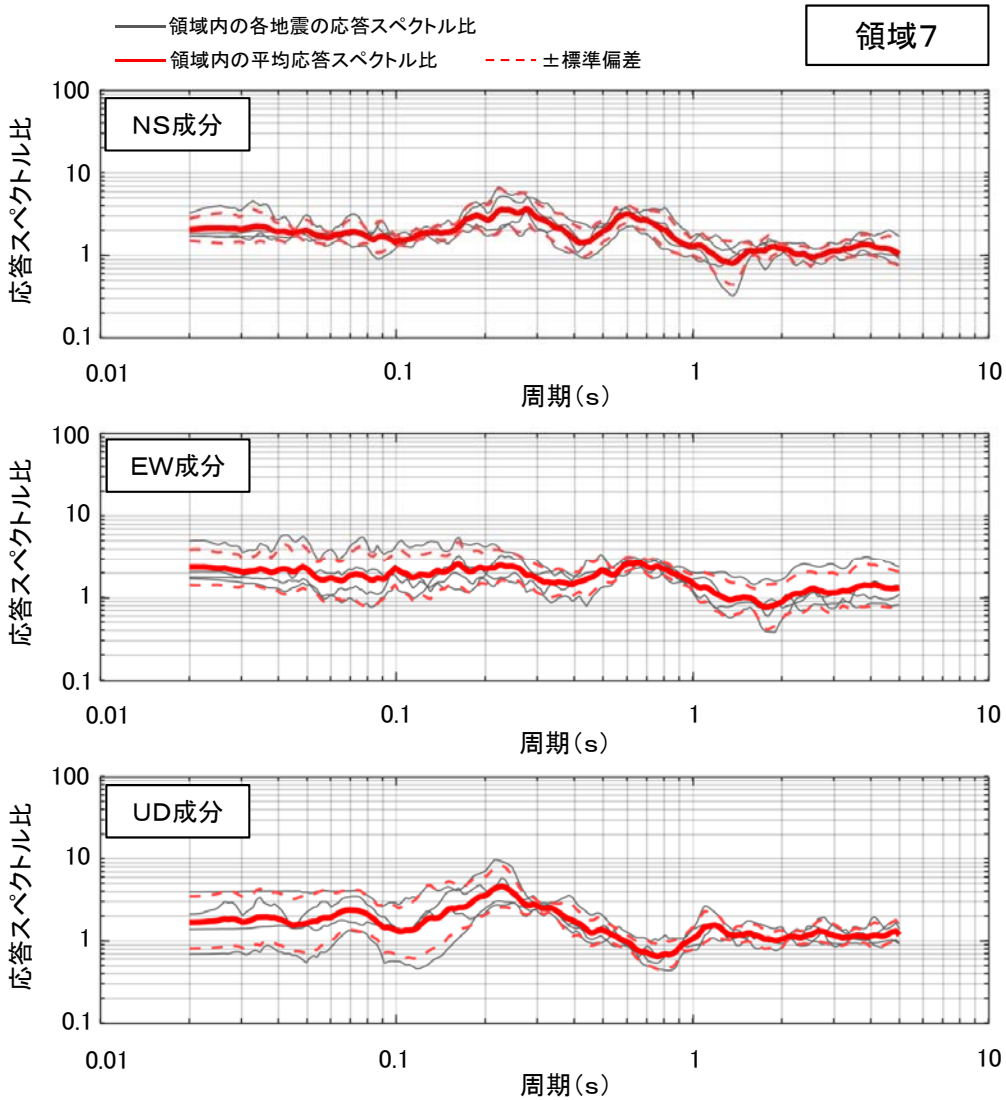 領域内の各地震の応答スペクトル比
領域内の平均応答スペクトル比 ±標準偏差
領域7
NS成分
応答スペクトル比
100
10
1
0.1
0.01 0.1 1 10
周期(s)
EW成分
応答スペクトル比
100
10
1
0.1
0.01 0.1 1 10
周期(s)
UD成分
応答スペクトル比
100
10
1
0.1
0.01 0.1 1 10
周期(s)